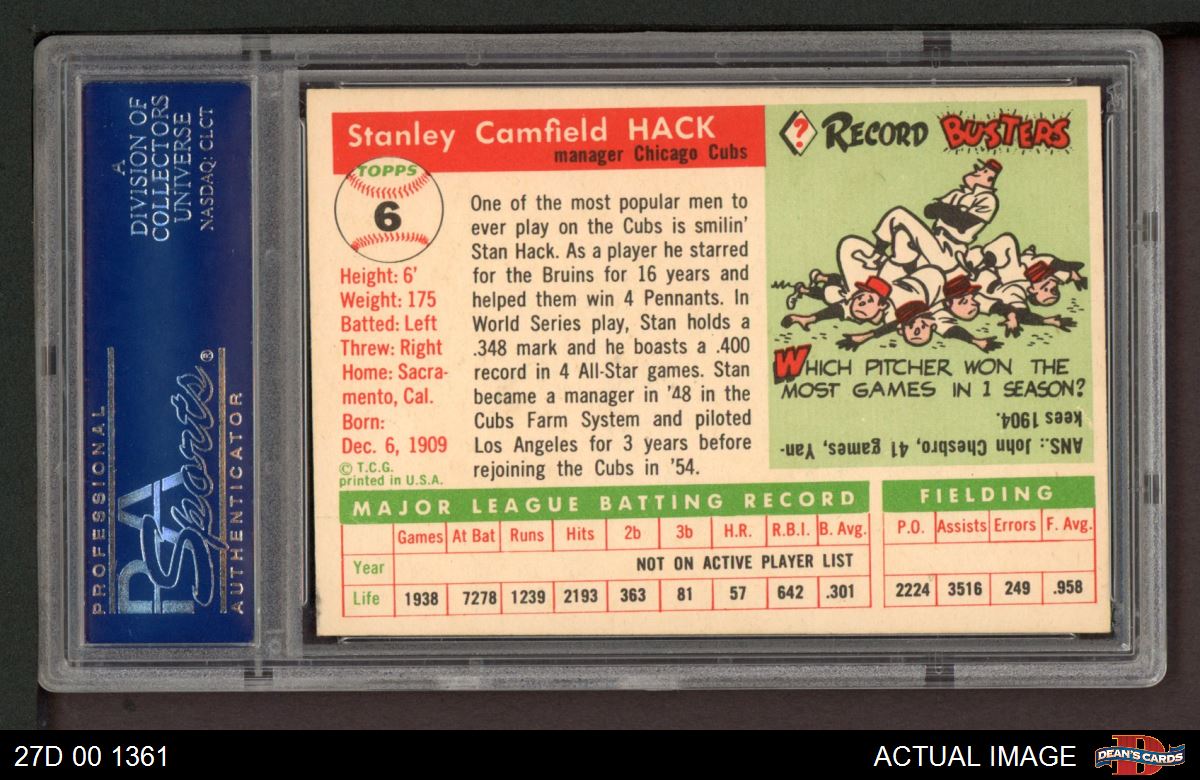 A
DIVISION OF
COLLECTORS
UNIVERSE
NASDAQ: CLCT
PROFESSIONAL
PSA
Sports®
AUTHENTICATOR
Stanley Camfield HACK
manager Chicago Cubs
TOPPS
6
Height: 6'
Weight: 175
Batted: Left
Threw: Right
Home: Sacra-
mento, Cal.
Born:
Dec. 6, 1909
© T.C.G.
printed in U.S.A.
One of the most popular men to
ever play on the Cubs is smilin'
Stan Hack. As a player he starred
for the Bruins for 16 years and
helped them win 4 Pennants. In
World Series play, Stan holds a
.348 mark and he boasts a .400
record in 4 All-Star games. Stan
became a manager in '48 in the
Cubs Farm System and piloted
Los Angeles for 3 years before
rejoining the Cubs in '54.
? RECORD BUSTERS
WHICH PITCHER WON THE
MOST GAMES IN 1 SEASON?
ANS.: John Chesbro, 41 games, Yan-
kees 1904.
MAJOR LEAGUE BATTING RECORD
Games At Bat Runs Hits 2b 3b H.R. R.B.I. B. Avg.
Year NOT ON ACTIVE PLAYER LIST
Life 1938 7278 1239 2193 363 81 57 642 .301
FIELDING
P.O. Assists Errors F. Avg.
2224 3516 249 .958
27D 00 1361
ACTUAL IMAGE
D
DEAN'S CARDS